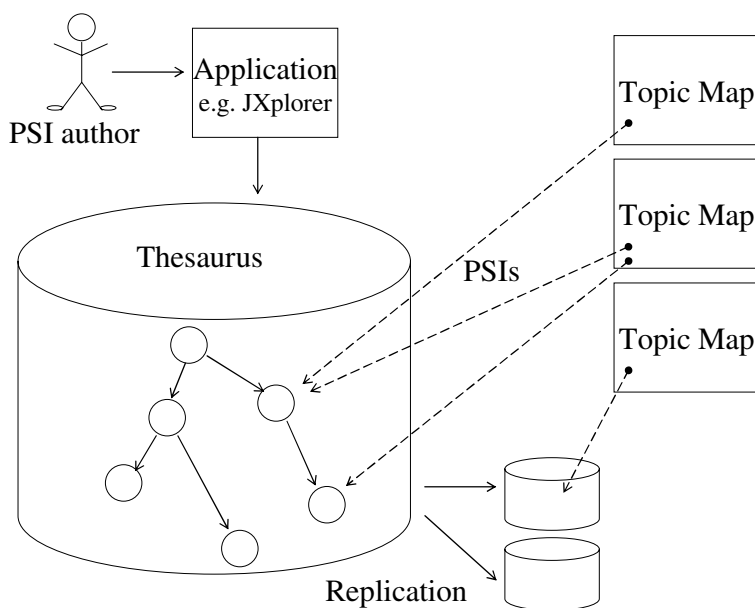 Application
e.g. JXplorer
PSI author
Topic Map
Topic Map
Topic Map
Thesaurus
PSIs
Replication